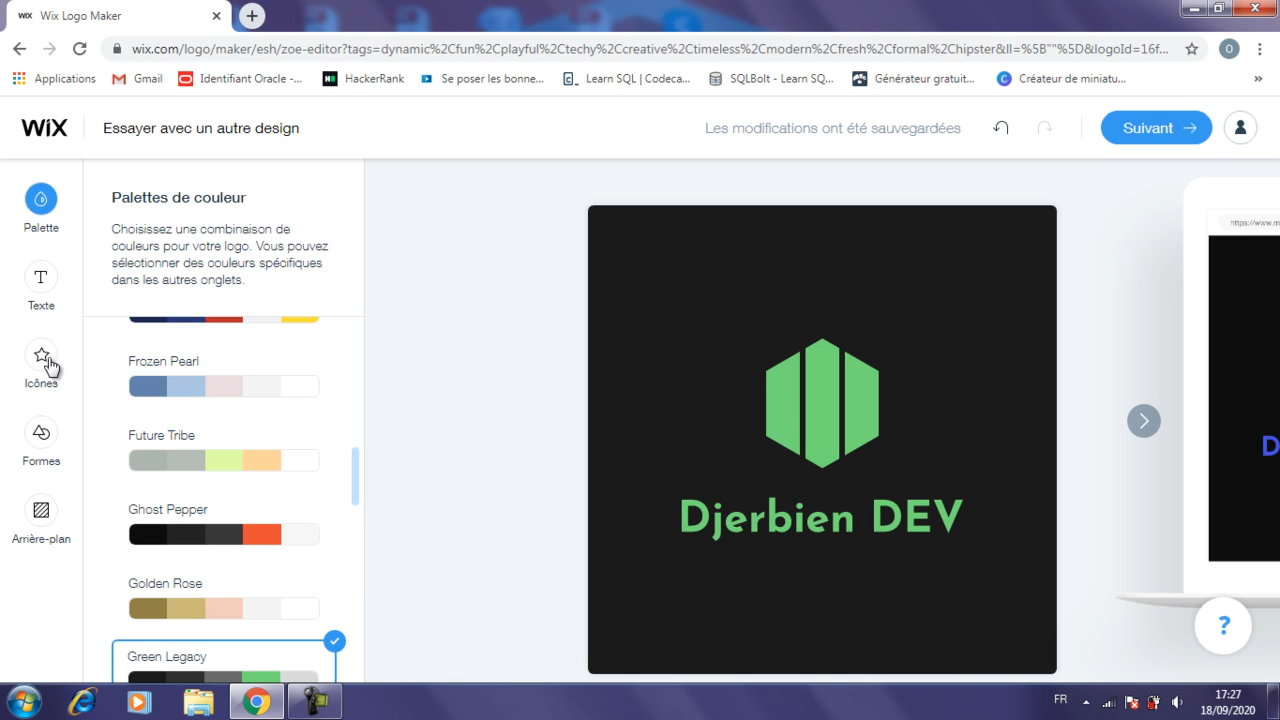 WiX Wix Logo Maker
wix.com/logo/maker/esh/zoe-editor?tags=dynamic%2Cfun%2Cplayful%2Ctechy%2Ccreative%2Ctimeless%2Cmodern%2Cfresh%2Cformal%2Chipster&ll=%5B""%5D&logoId=16f...
O
Applications Gmail Identifiant Oracle -... HackerRank Se poser les bonne... Learn SQL | Codeca... SQLBolt - Learn SQ... Générateur gratuit... Créateur de miniatu... »
WiX Essayer avec un autre design Les modifications ont été sauvegardées Suivant
Palette
Texte
Icônes
Formes
Arrière-plan
Palettes de couleur
Choisissez une combinaison de
couleurs pour votre logo. Vous pouvez
sélectionner des couleurs spécifiques
dans les autres onglets.
Frozen Pearl
Future Tribe
Ghost Pepper
Golden Rose
Green Legacy
Djerbien DEV
https://www.m
D
?
FR 17:27
18/09/2020